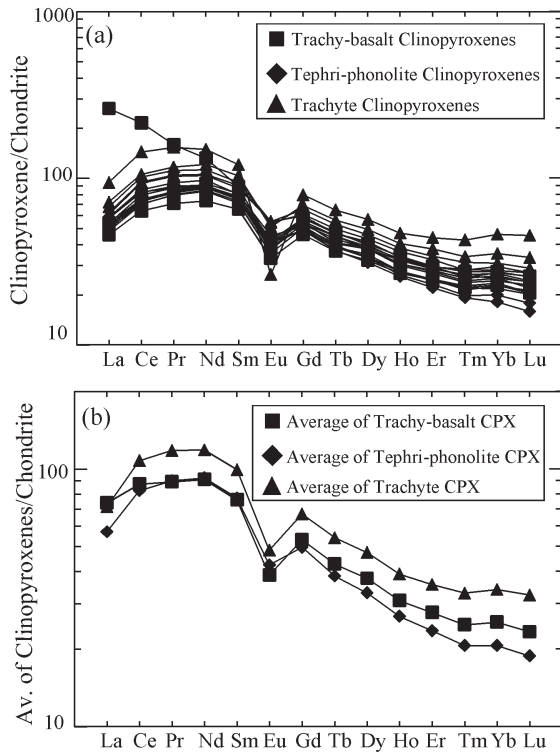 1000
(a)
Trachy-basalt Clinopyroxenes
Tephri-phonolite Clinopyroxenes
Trachyte Clinopyroxenes
Clinopyroxene/Chondrite
100
10
La Ce Pr Nd Sm Eu Gd Tb Dy Ho Er Tm Yb Lu
(b)
Average of Trachy-basalt CPX
Average of Tephri-phonolite CPX
Average of Trachyte CPX
Av. of Clinopyroxenes/Chondrite
100
10
La Ce Pr Nd Sm Eu Gd Tb Dy Ho Er Tm Yb Lu